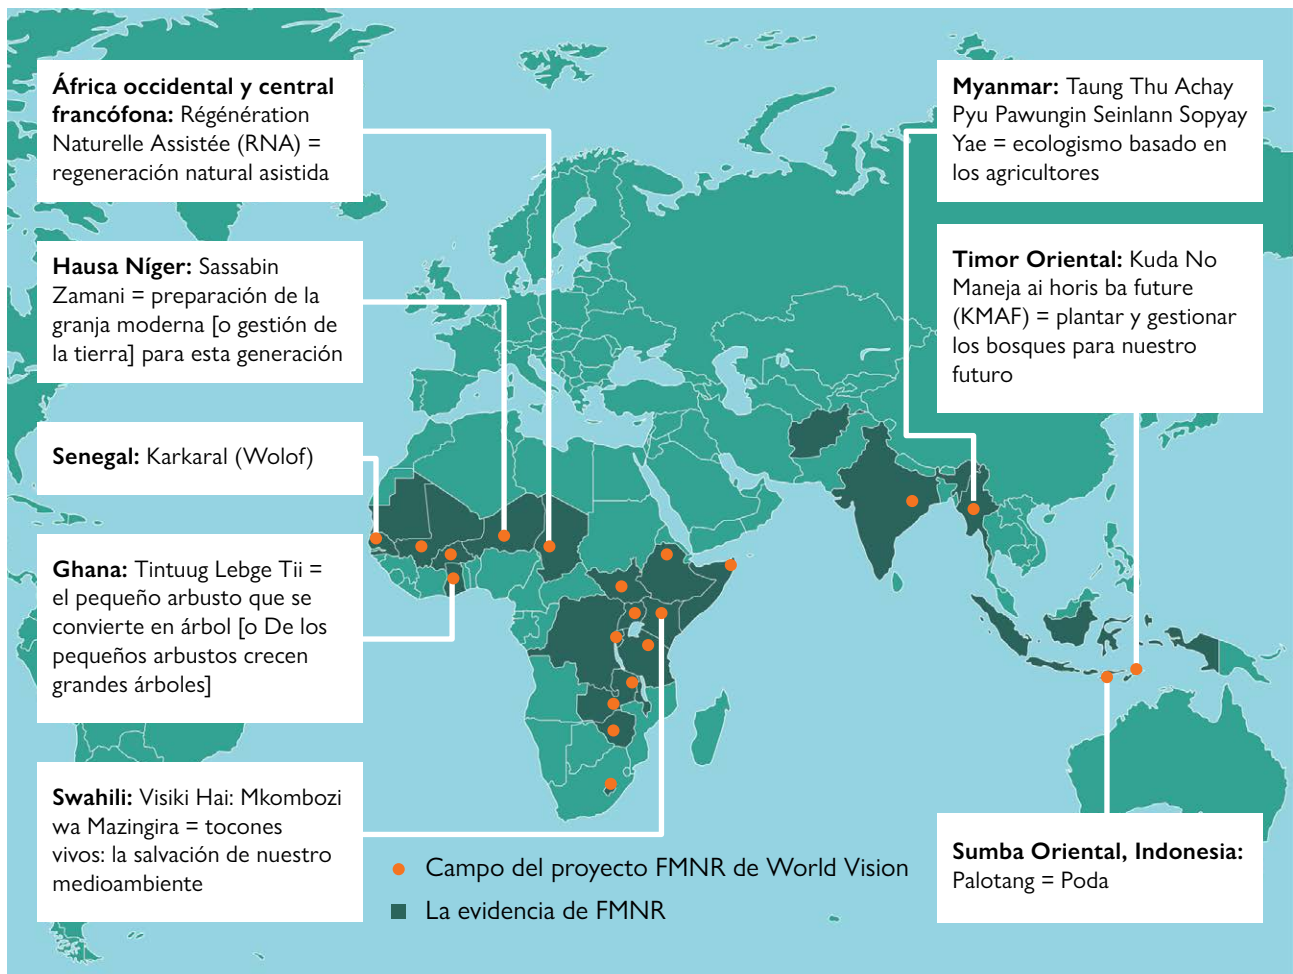 África occidental y central
francófona: Régénération
Naturelle Assistée (RNA) =
regeneración natural asistida
Hausa Níger: Sassabin
Zamani = preparación de la
granja moderna [o gestión de
la tierra] para esta generación
Senegal: Karkaral (Wolof)
Ghana: Tintuug Lebge Tii =
el pequeño arbusto que se
convierte en árbol [o De los
pequeños arbustos crecen
grandes árboles]
Swahili: Visiki Hai: Mkombozi
wa Mazingira = tocones
vivos: la salvación de nuestro
medioambiente
Myanmar: Taung Thu Achay
Pyu Pawungin Seinlann Sopyay
Yae = ecologismo basado en
los agricultores
Timor Oriental: Kuda No
Maneja ai horis ba future
(KMAF) = plantar y gestionar
los bosques para nuestro
futuro
Sumba Oriental, Indonesia:
Palotang = Poda
Campo del proyecto FMNR de World Vision
La evidencia de FMNR